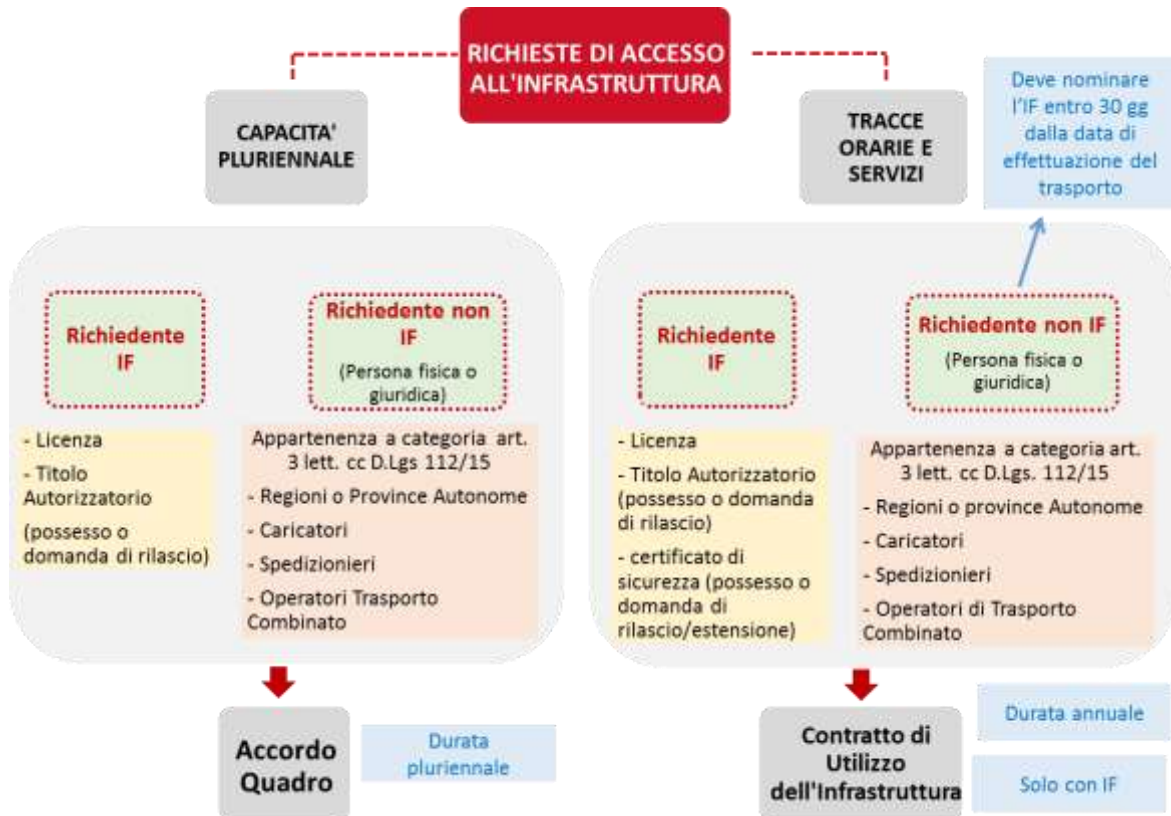 RICHIESTE DI ACCESSO
ALL'INFRASTRUTTURA
CAPACITA'
PLURIENNALE
TRACCE
ORARIE E
SERVIZI
Deve nominare
l'IF entro 30 gg
dalla data di
effettuazione del
trasporto
Richiedente
IF
Richiedente non
IF
(Persona fisica o
giuridica)
- Licenza
- Titolo
Autorizzatorio
(possesso o
domanda di rilascio)
Appartenenza a categoria art.
3 lett. cc D.Lgs 112/15
- Regioni o Province Autonome
- Caricatori
- Spedizionieri
- Operatori Trasporto
Combinato
Richiedente
IF
Richiedente non IF
(Persona fisica o
giuridica)
- Licenza
- Titolo Autorizzatorio
(possesso o domanda
di rilascio)
- certificato di
sicurezza (possesso o
domanda di
rilascio/estensione)
Appartenenza a categoria art.
3 lett. cc D.Lgs. 112/15
- Regioni o province Autonome
- Caricatori
- Spedizionieri
- Operatori di Trasporto
Combinato
Accordo
Quadro
Durata
pluriennale
Contratto di
Utilizzo
dell'Infrastruttura
Durata annuale
Solo con IF